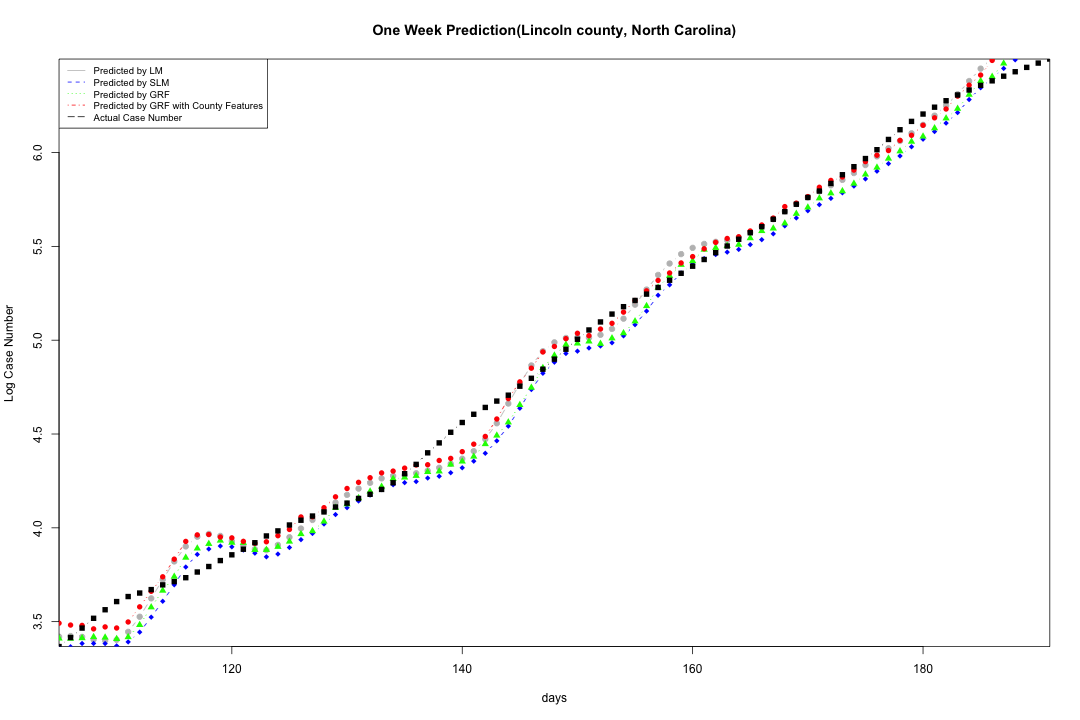 One Week Prediction(Lincoln county, North Carolina)
Predicted by LM
Predicted by SLM
Predicted by GRF
Predicted by GRF with County Features
Actual Case Number
6.0
5.5
5.0
4.5
4.0
3.5
Log Case Number
120 140 160 180
days